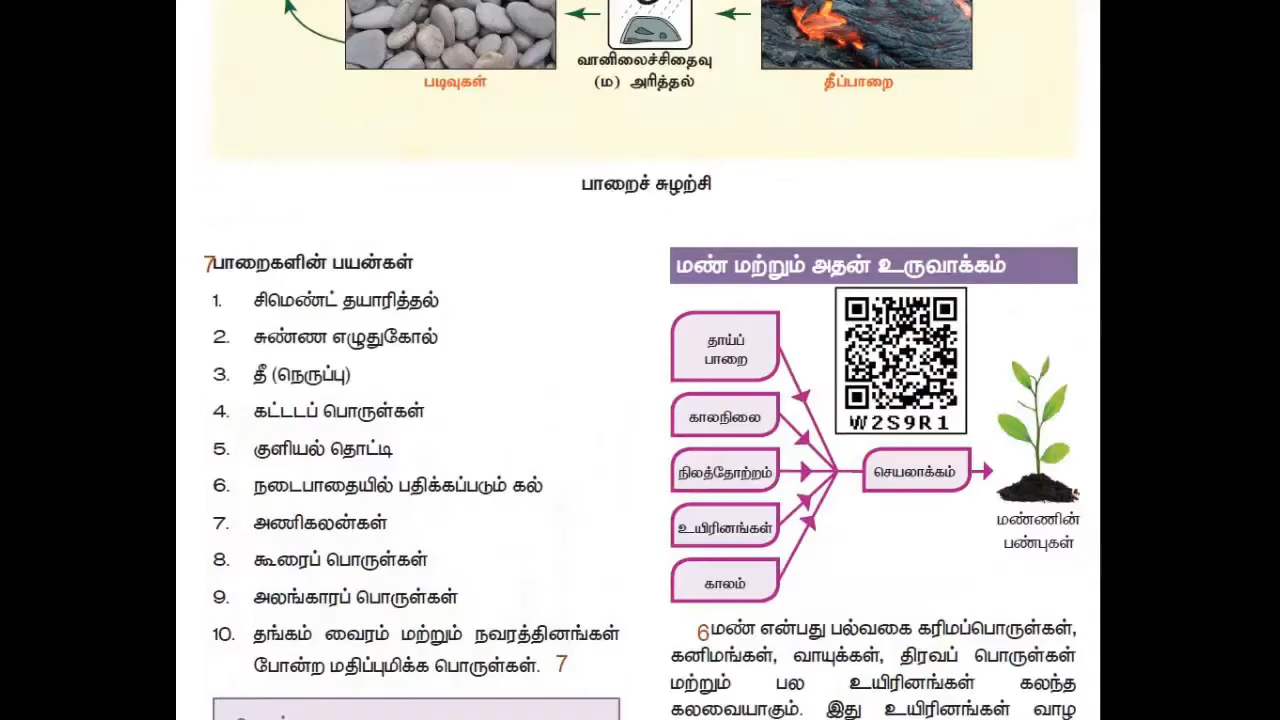 வானிலைச்சிதைவு
(ம) அரித்தல்
படிவுகள்
தீப்பாறை
பாறைச் சுழற்சி
7பாறைகளின் பயன்கள்
1. சிமெண்ட் தயாரித்தல்
2. சுண்ண எழுதுகோல்
3. தீ (நெருப்பு)
4. கட்டடப் பொருள்கள்
5. குளியல் தொட்டி
6. நடைபாதையில் பதிக்கப்படும் கல்
7. அணிகலன்கள்
8. கூரைப் பொருள்கள்
9. அலங்காரப் பொருள்கள்
10. தங்கம் வைரம் மற்றும் நவரத்தினங்கள்
போன்ற மதிப்புமிக்க பொருள்கள். 7
மண் மற்றும் அதன் உருவாக்கம்
தாய்ப்
பாறை
காலநிலை
நிலத்தோற்றம்
உயிரினங்கள்
காலம்
W2S9R1
செயலாக்கம்
மண்ணின்
பண்புகள்
6மண் என்பது பல்வகை கரிமப்பொருள்கள்,
கனிமங்கள், வாயுக்கள், திரவப் பொருள்கள்
மற்றும் பல உயிரினங்கள் கலந்த
கலவையாகும். இது உயிரினங்கள் வாழ